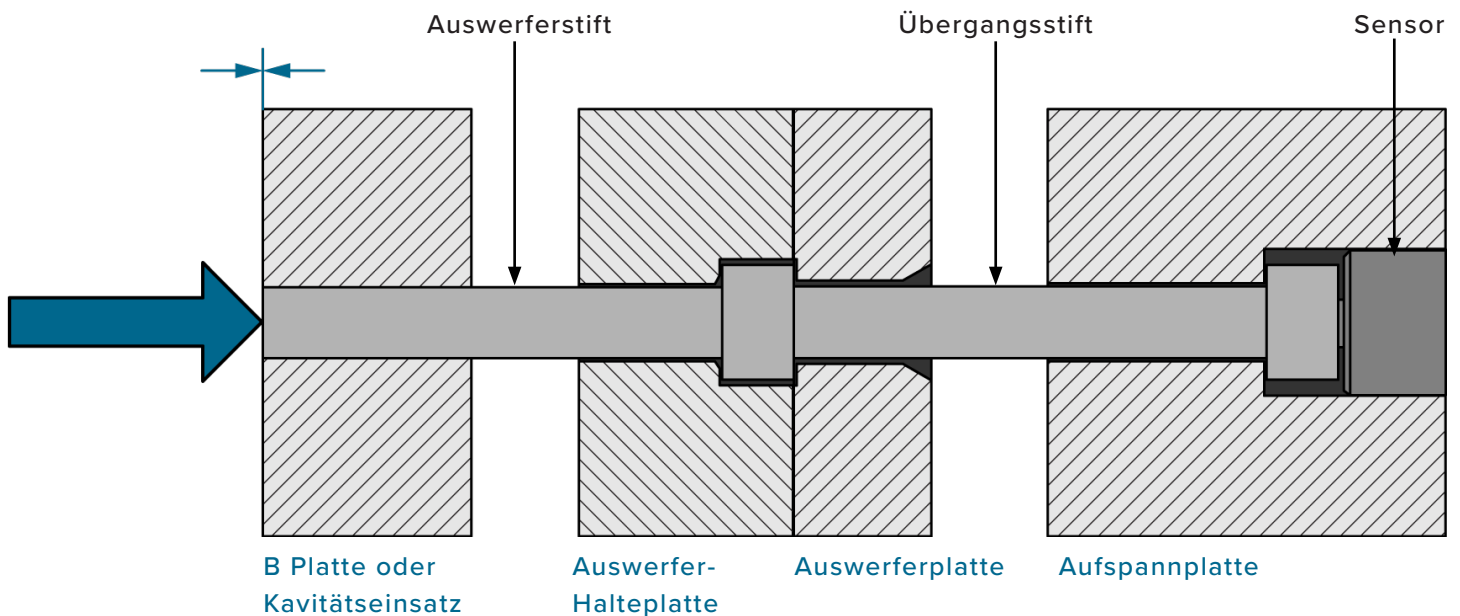 Auswerferstift
Übergangsstift
Sensor
B Platte oder
Kavitätseinsatz
Auswerfer-
Halteplatte
Auswerferplatte
Aufspannplatte